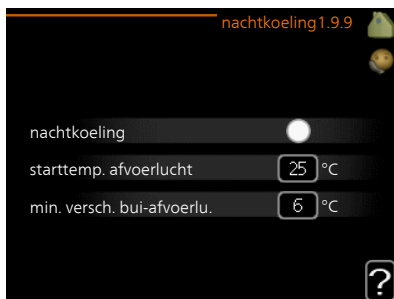 nachtkoeling1.9.9
nachtkoeling
starttemp. afvoerlucht 25 °C
min. versch. bui-afvoerlu. 6 °C
?